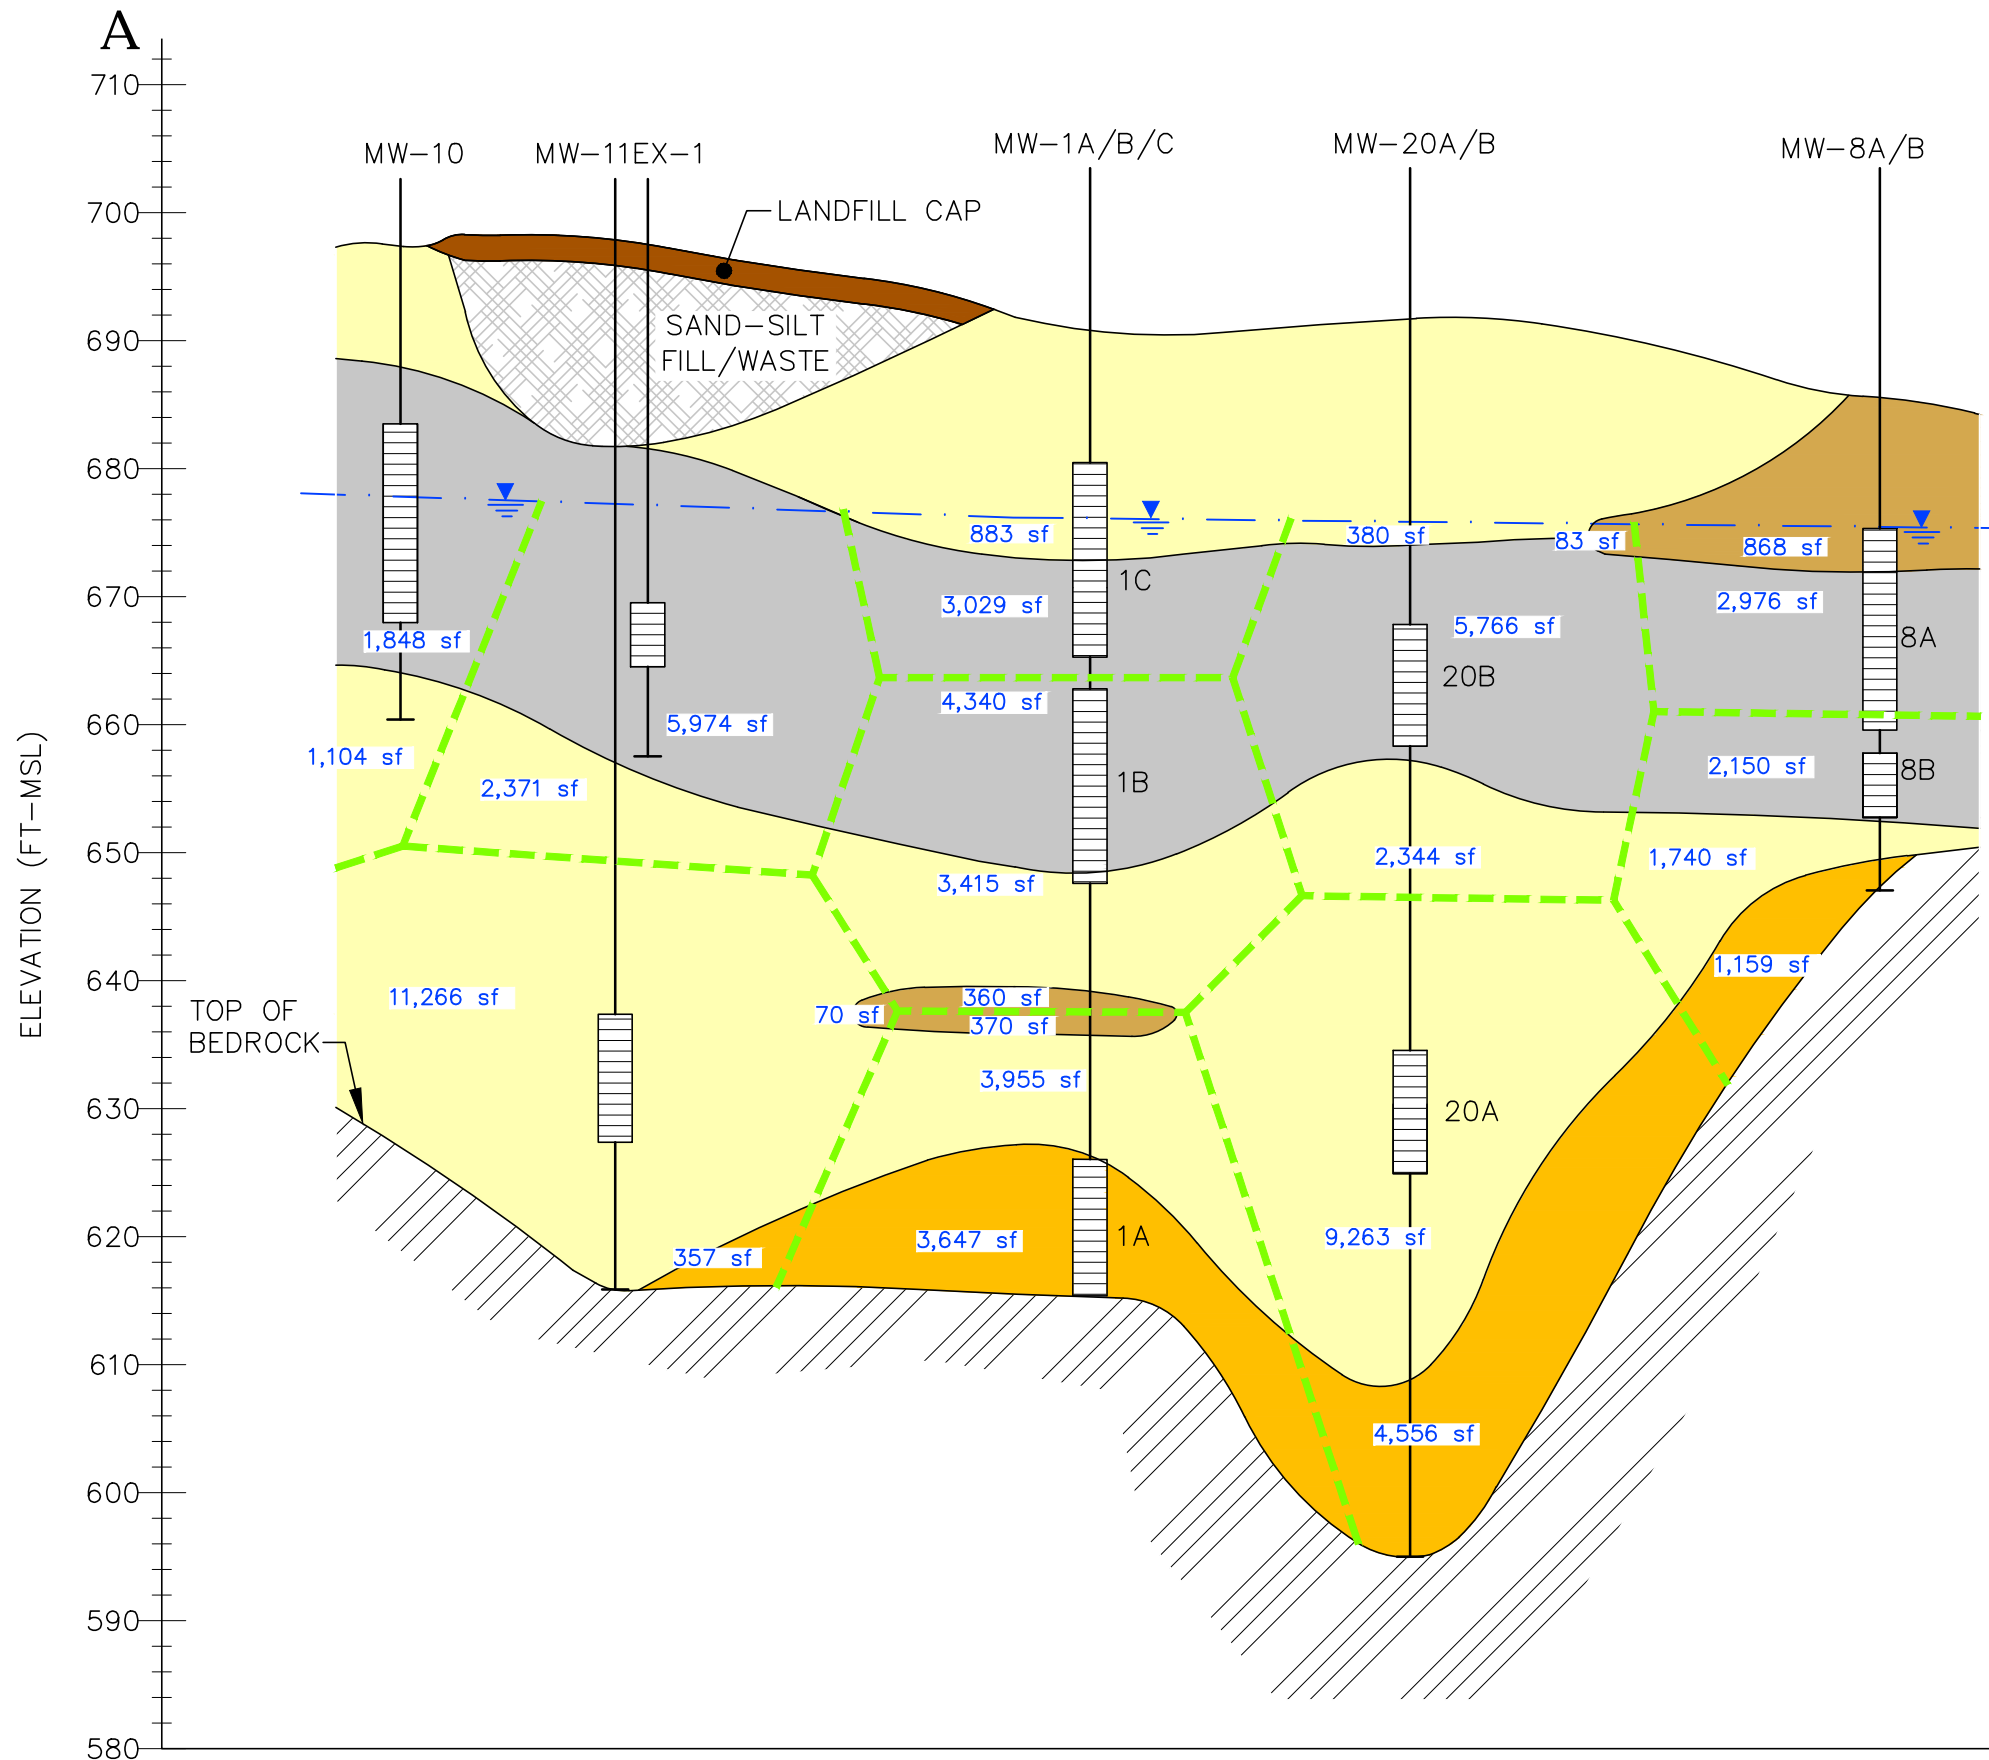 A
710
700
690
680
670
660
650
640
630
620
610
600
590
580
ELEVATION (FT-MSL)
MW-10
MW-11EX-1
MW-1A/B/C
MW-20A/B
MW-8A/B
LANDFILL CAP
SAND-SILT
FILL/WASTE
883 sf
380 sf
83 sf
868 sf
1C
3,029 sf
2,976 sf
1,848 sf
5,766 sf
8A
20B
4,340 sf
5,974 sf
1,104 sf
2,150 sf
8B
1B
2,371 sf
2,344 sf
1,740 sf
3,415 sf
1,159 sf
11,266 sf
360 sf
70 sf
370 sf
TOP OF
BEDROCK
3,955 sf
20A
1A
3,647 sf
9,263 sf
357 sf
4,556 sf